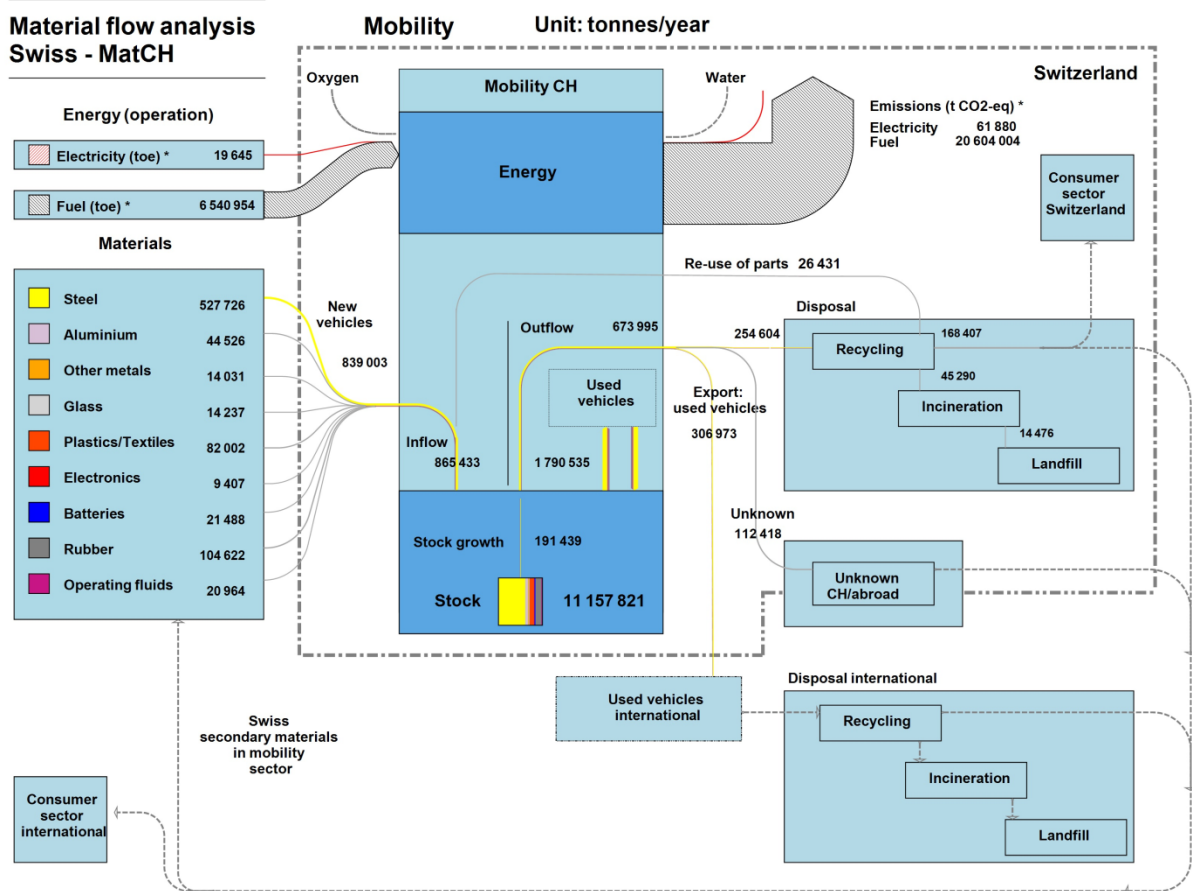 Material flow analysis
Swiss - MatCH
Mobility
Unit: tonnes/year
Energy (operation)
Electricity (toe) * 19 645
Fuel (toe) * 6 540 954
Materials
Steel 527 726
Aluminium 44 526
Other metals 14 031
Glass 14 237
Plastics/Textiles 82 002
Electronics 9 407
Batteries 21 488
Rubber 104 622
Operating fluids 20 964
Oxygen
Mobility CH
Water
Switzerland
Energy
Emissions (t CO2-eq) *
Electricity 61 880
Fuel 20 604 004
Consumer
sector
Switzerland
New
vehicles
839 003
Re-use of parts 26 431
Outflow 673 995
254 604
Disposal
Recycling
168 407
45 290
Incineration
14 476
Landfill
Used
vehicles
Export:
used vehicles
306 973
Inflow
865 433
1 790 535
Unknown
112 418
Stock growth 191 439
Stock 11 157 821
Unknown
CH/abroad
Used vehicles
international
Disposal international
Recycling
Incineration
Landfill
Swiss
secondary materials
in mobility
sector
Consumer
sector
international